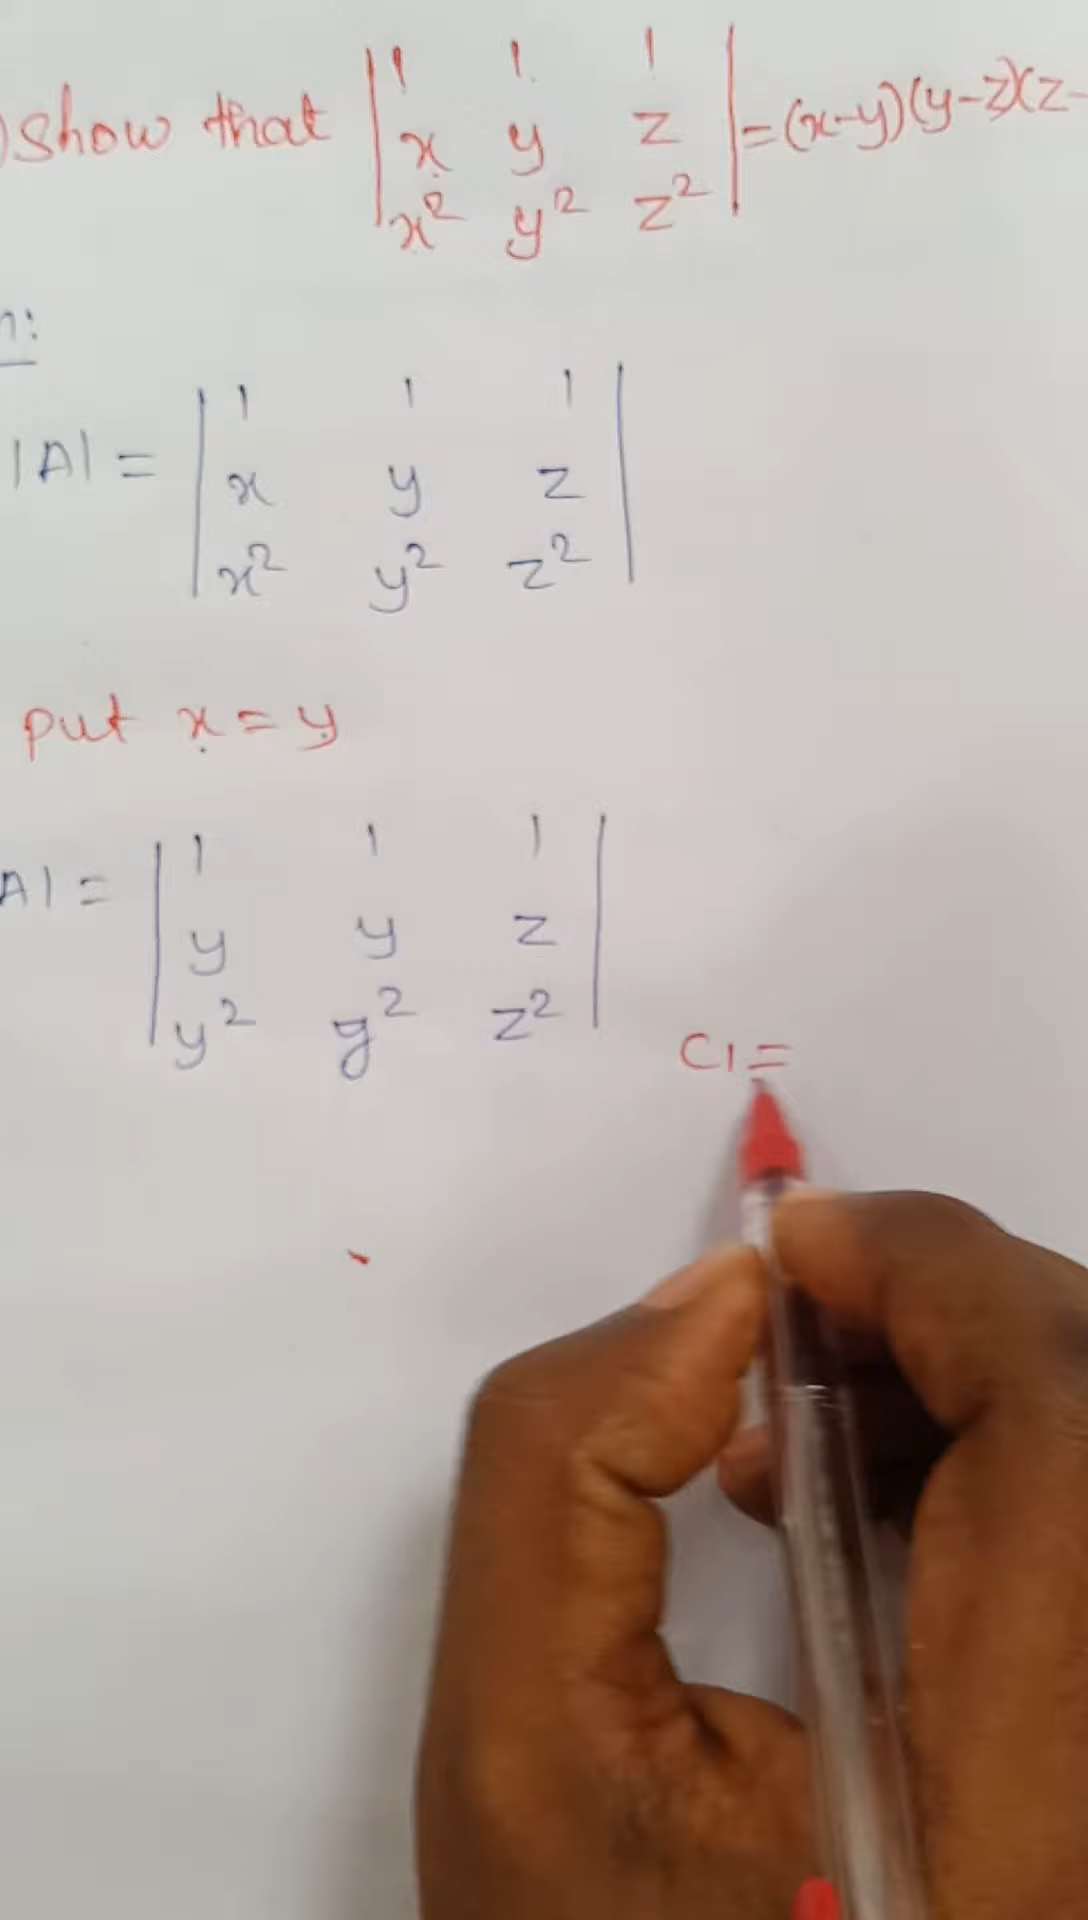 ) show that | 1 1 1 |
| x y z | = (x-y)(y-z)(z-
| x² y² z² |
n:
| 1 1 1 |
|A| = | x y z |
| x² y² z² |
put x = y
| 1 1 1 |
A| = | y y z |
| y² y² z² |
C1 =